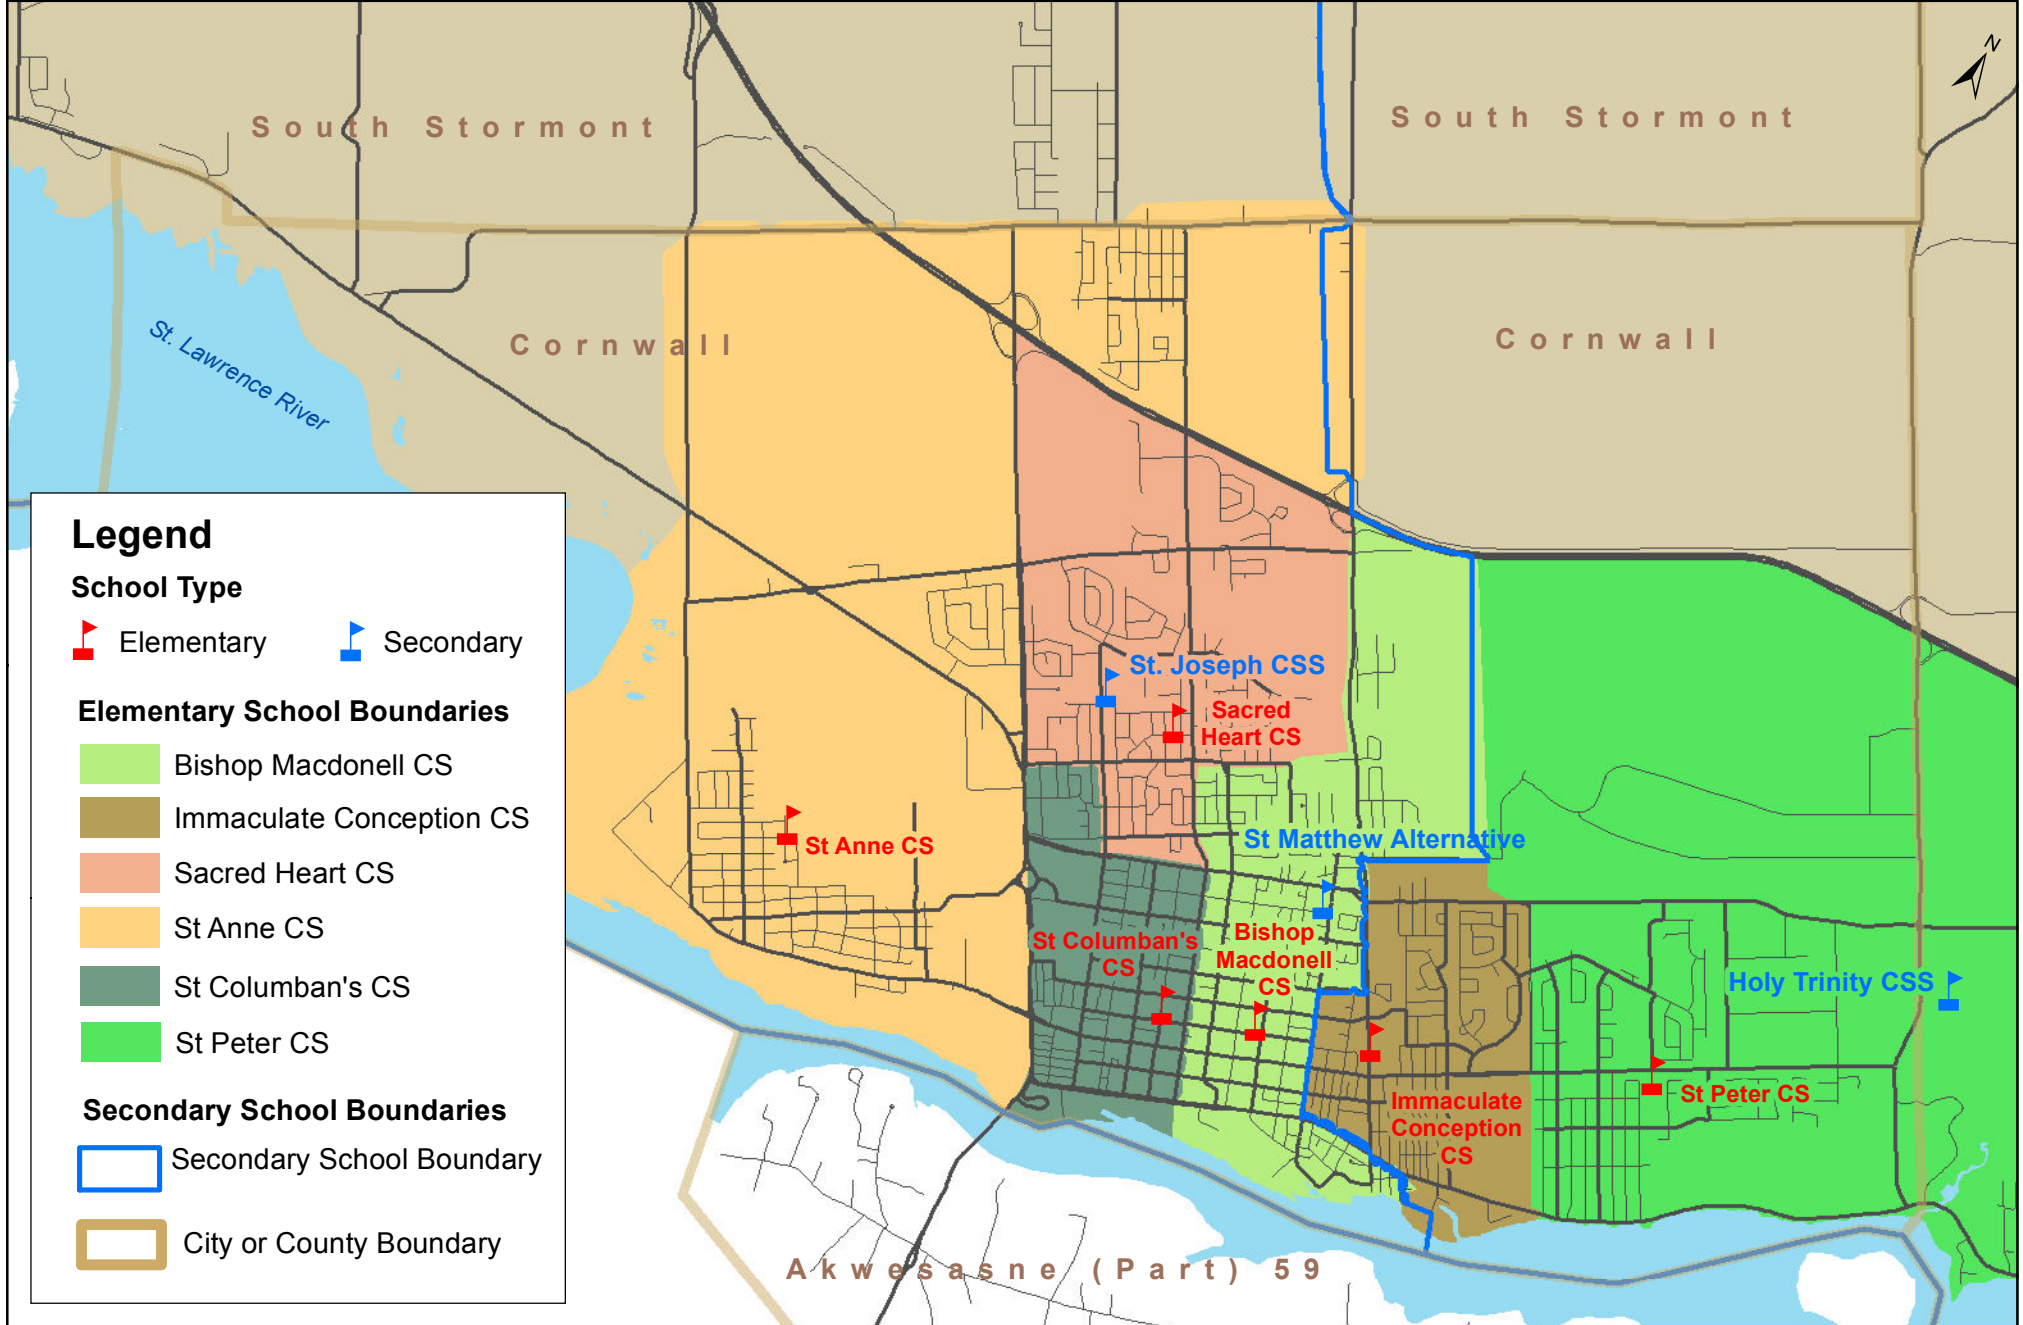 N
South Stormont
South Stormont
St. Lawrence River
Cornwall
Cornwall
Legend
School Type
Elementary
Secondary
Elementary School Boundaries
Bishop Macdonell CS
Immaculate Conception CS
Sacred Heart CS
St Anne CS
St Columban's CS
St Peter CS
Secondary School Boundaries
Secondary School Boundary
City or County Boundary
St. Joseph CSS
Sacred
Heart CS
St Anne CS
St Matthew Alternative
St Columban's
CS
Bishop
Macdonell
CS
Holy Trinity CSS
Immaculate
Conception
CS
St Peter CS
Akwesasne (Part) 59